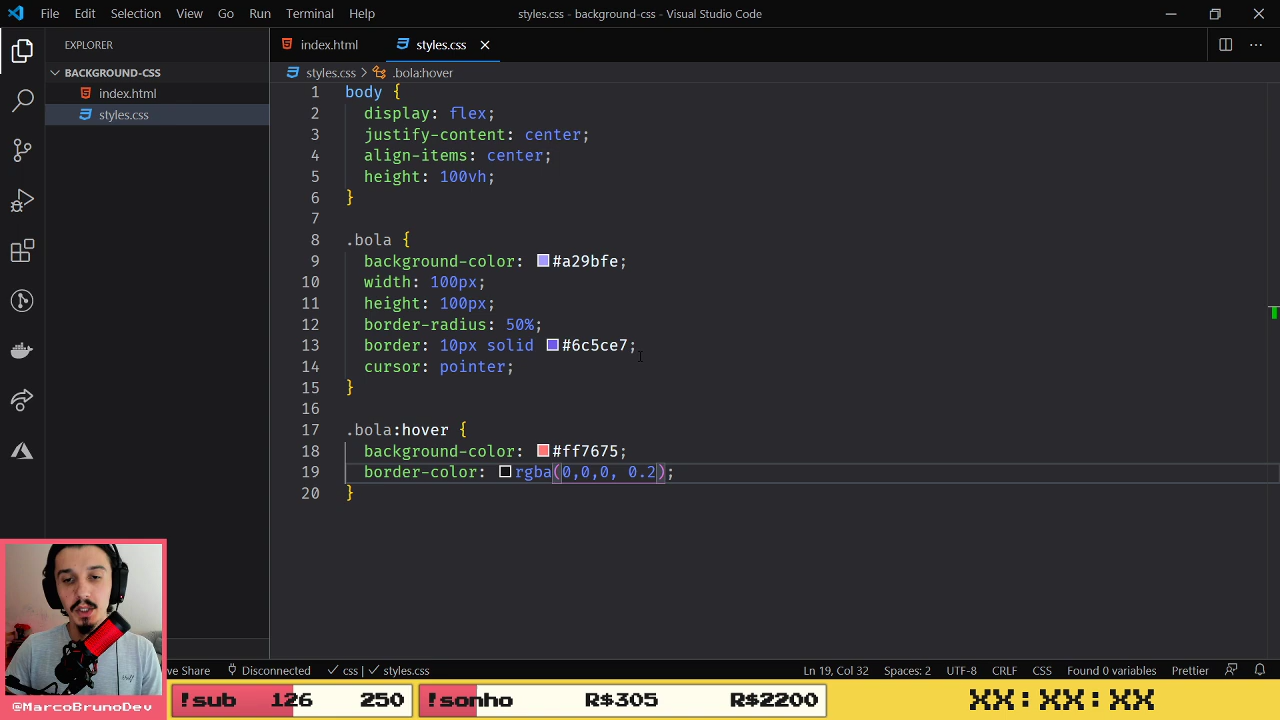 File Edit Selection View Go Run Terminal Help
styles.css - background-css - Visual Studio Code
EXPLORER
index.html
styles.css
BACKGROUND-CSS
index.html
styles.css
styles.css > .bola:hover
1 body {
2 display: flex;
3 justify-content: center;
4 align-items: center;
5 height: 100vh;
6 }
7
8 .bola {
9 background-color: #a29bfe;
10 width: 100px;
11 height: 100px;
12 border-radius: 50%;
13 border: 10px solid #6c5ce7;
14 cursor: pointer;
15 }
16
17 .bola:hover {
18 background-color: #ff7675;
19 border-color: rgba(0,0,0, 0.2);
20 }
ve Share Disconnected css | styles.css
Ln 19, Col 32 Spaces: 2 UTF-8 CRLF CSS Found 0 variables Prettier
@MarcoBrunoDev
!sub 126 250
!sonho R$305 R$2200
XX:XX:XX